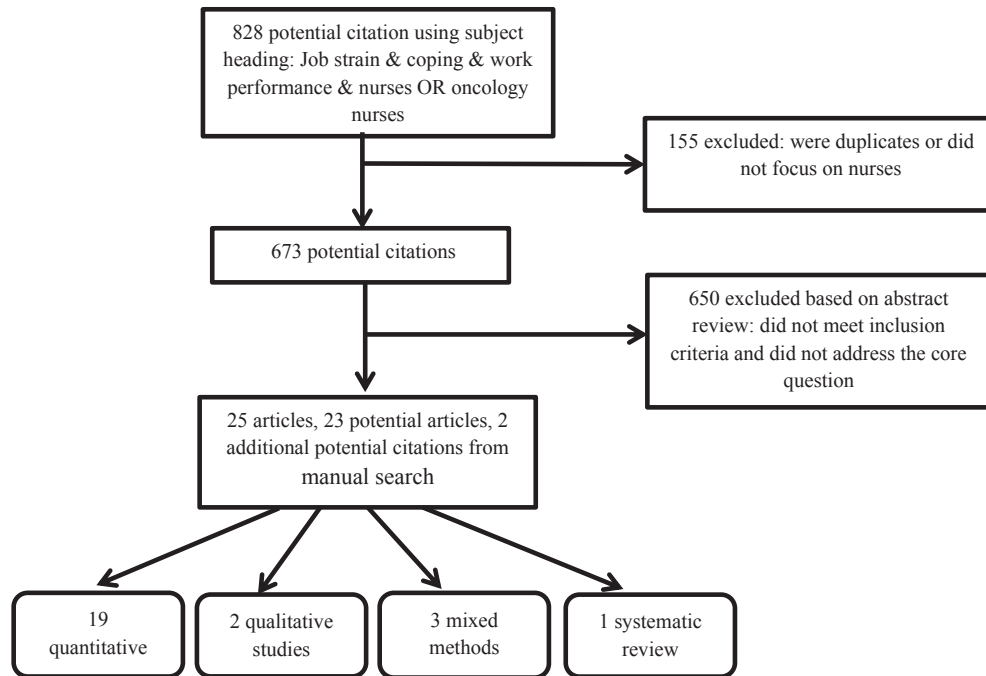 828 potential citation using subject
heading: Job strain & coping & work
performance & nurses OR oncology
nurses
155 excluded: were duplicates or did
not focus on nurses
673 potential citations
650 excluded based on abstract
review: did not meet inclusion
criteria and did not address the core
question
25 articles, 23 potential articles, 2
additional potential citations from
manual search
19
quantitative
2 qualitative
studies
3 mixed
methods
1 systematic
review